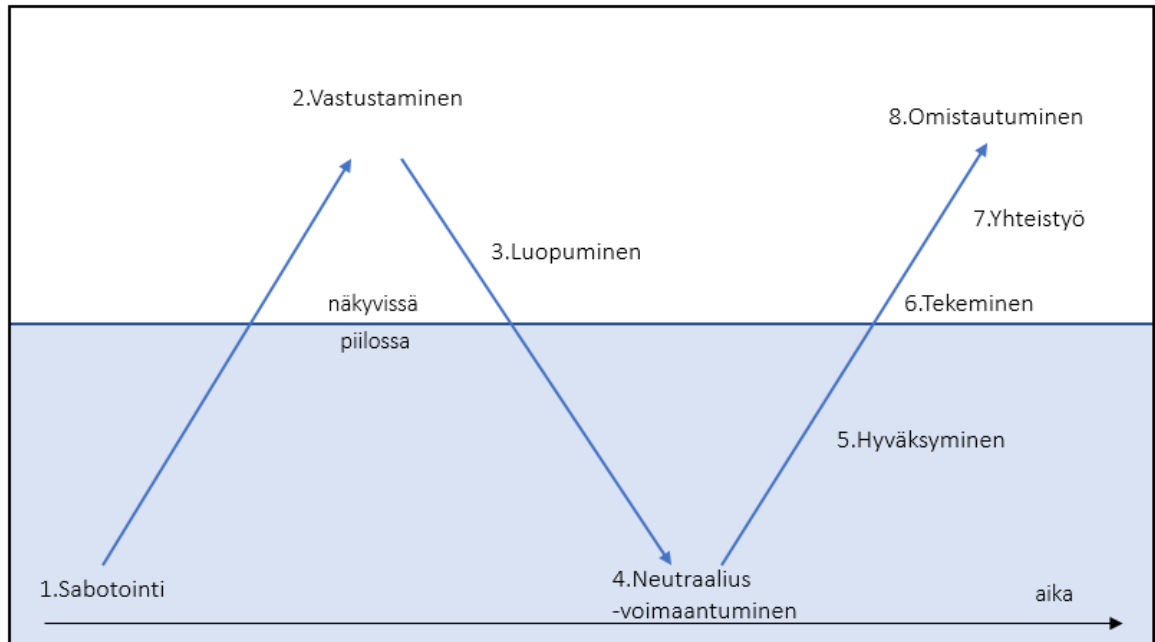 2.Vastustaminen
8.Omistautuminen
7.Yhteistyö
3.Luopuminen
näkyvissä
6.Tekeminen
piilossa
5.Hyväksyminen
1.Sabotointi
4.Neutraalius
-voimaantuminen
aika